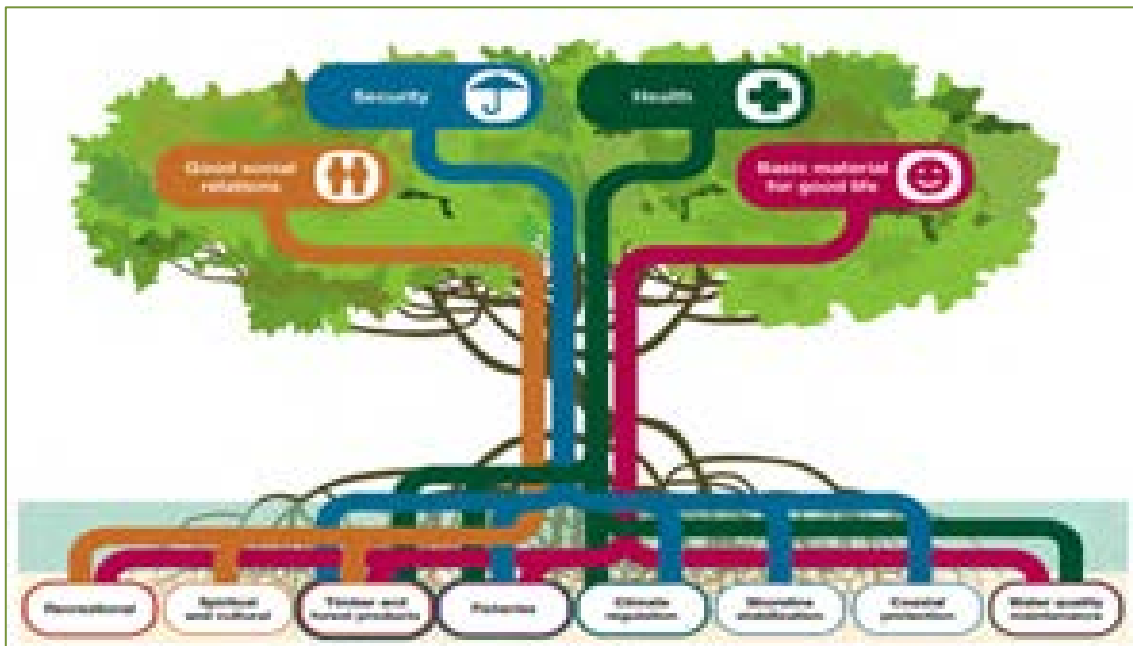 Security
Health
Good social
relations
Basic material
for good life
Recreational
Spiritual
and cultural
Timber and
forest products
Fisheries
Climate
regulation
Shoreline
stabilization
Coastal
protection
Water quality
maintenance